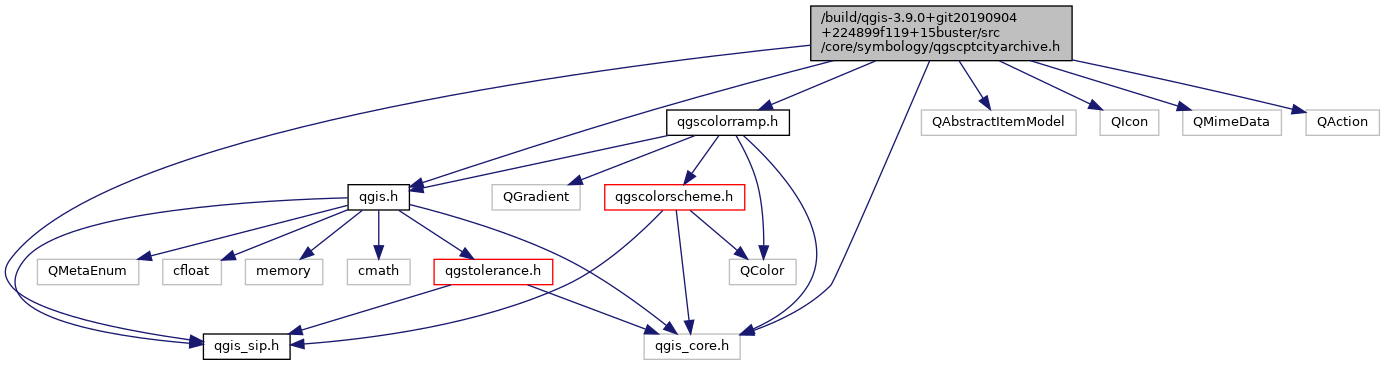 /build/qgis-3.9.0+git20190904
+224899f119+15buster/src
/core/symbology/qgscptcityarchive.h
qgscolorramp.h
QAbstractItemModel
QIcon
QMimeData
QAction
qgis.h
QGradient
qgscolorscheme.h
QMetaEnum
cfloat
memory
cmath
qgstolerance.h
QColor
qgis_sip.h
qgis_core.h